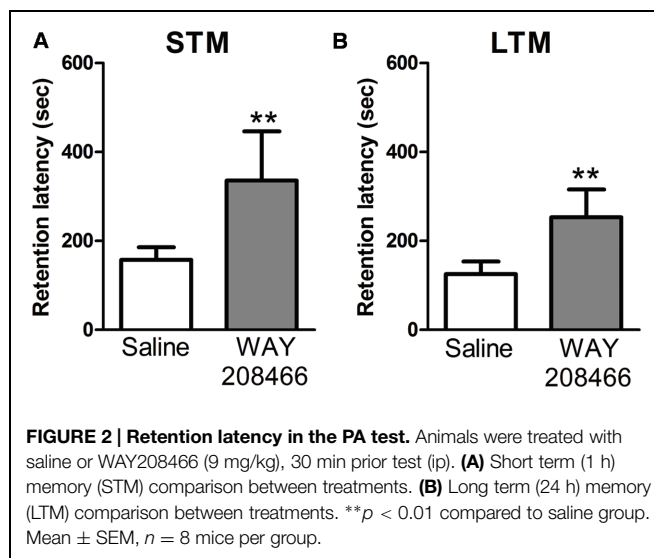 A
STM
Retention latency (sec)
600
400
200
0
**
Saline
WAY
208466
B
LTM
Retention latency (sec)
600
400
200
0
**
Saline
WAY
208466
FIGURE 2 | Retention latency in the PA test. Animals were treated with
saline or WAY208466 (9 mg/kg), 30 min prior test (ip). (A) Short term (1 h)
memory (STM) comparison between treatments. (B) Long term (24 h) memory
(LTM) comparison between treatments. **p < 0.01 compared to saline group.
Mean ± SEM, n = 8 mice per group.